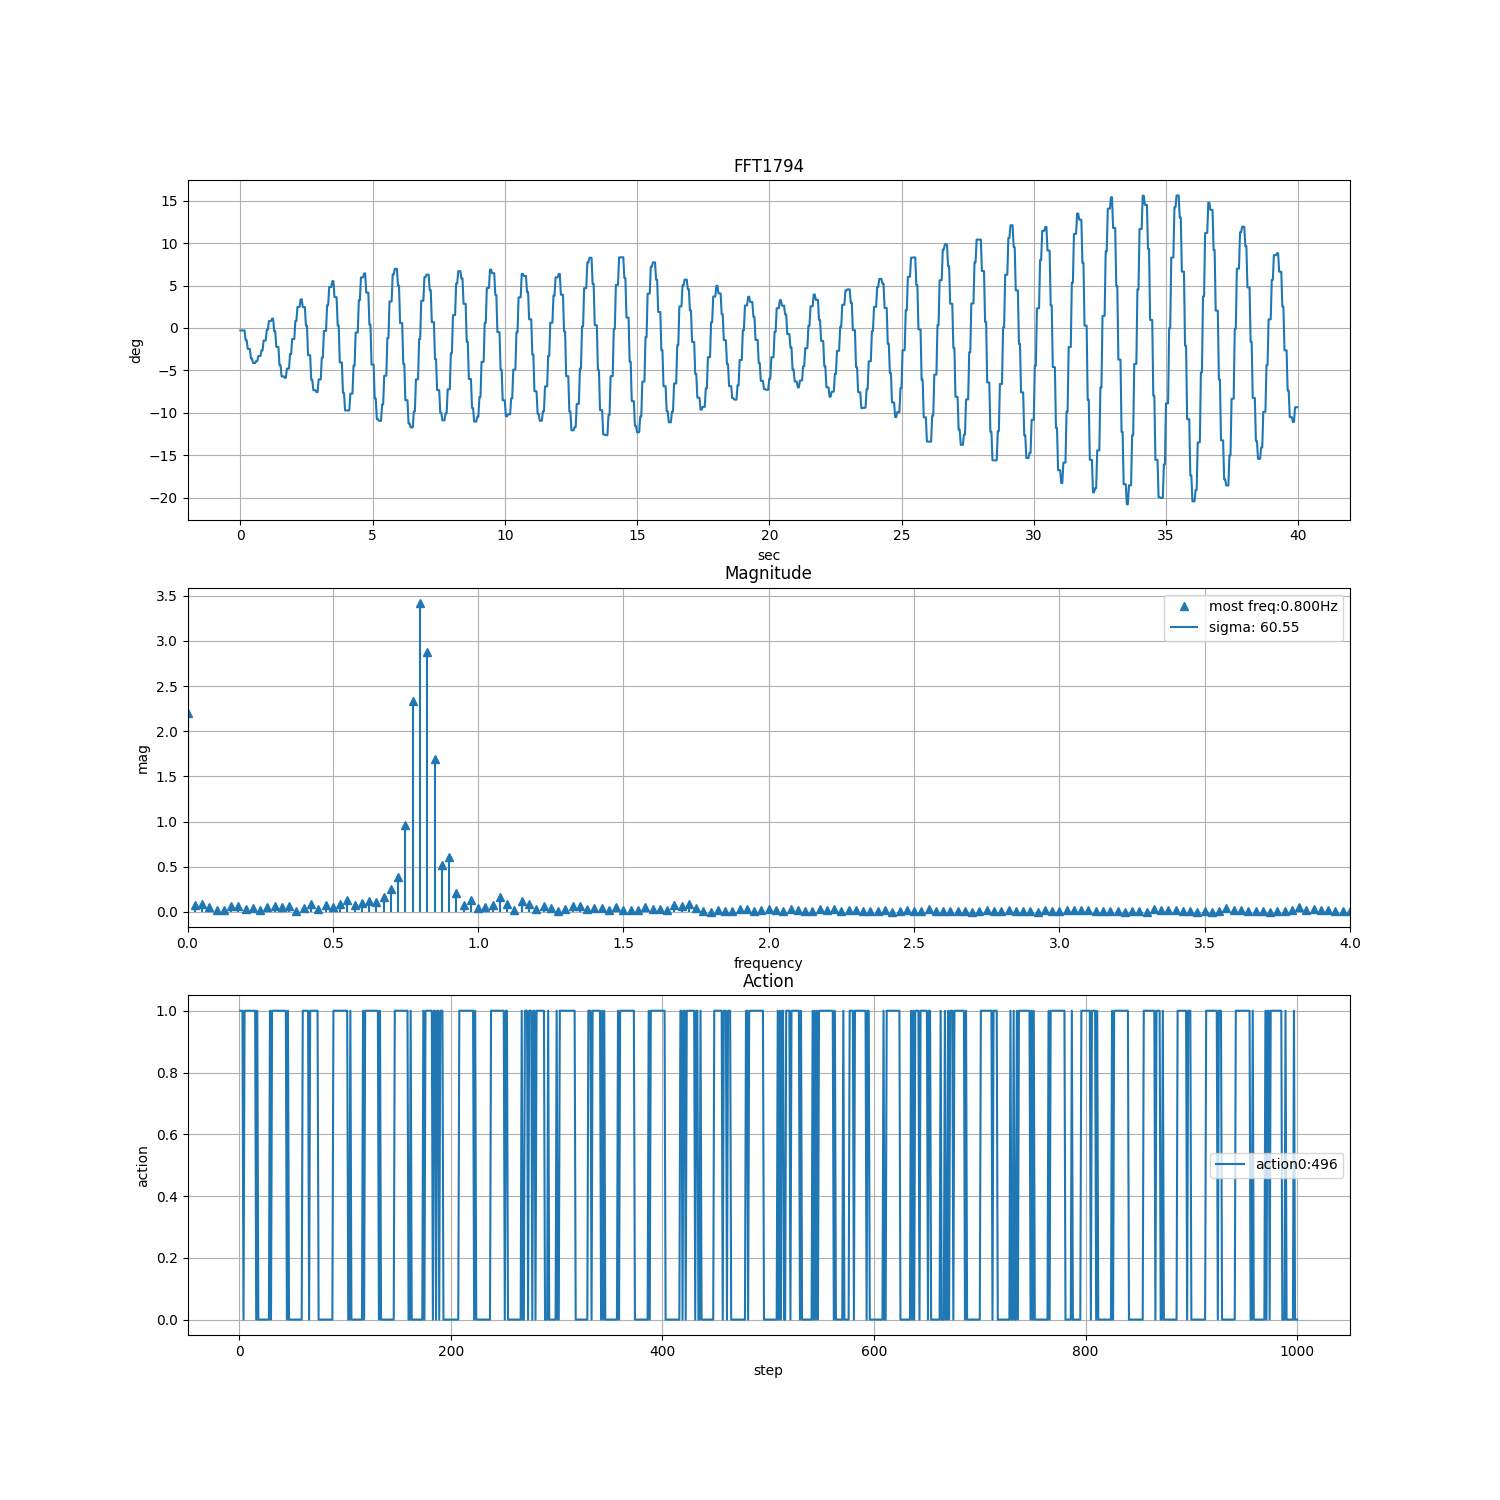 FFT1794
15
10
5
0
−5
−10
−15
−20
deg
0 5 10 15 20 25 30 35 40
sec
Magnitude
3.5
3.0
2.5
2.0
1.5
1.0
0.5
0.0
mag
most freq:0.800Hz
sigma: 60.55
0.0 0.5 1.0 1.5 2.0 2.5 3.0 3.5 4.0
frequency
Action
1.0
0.8
0.6
0.4
0.2
0.0
action
action0:496
0 200 400 600 800 1000
step